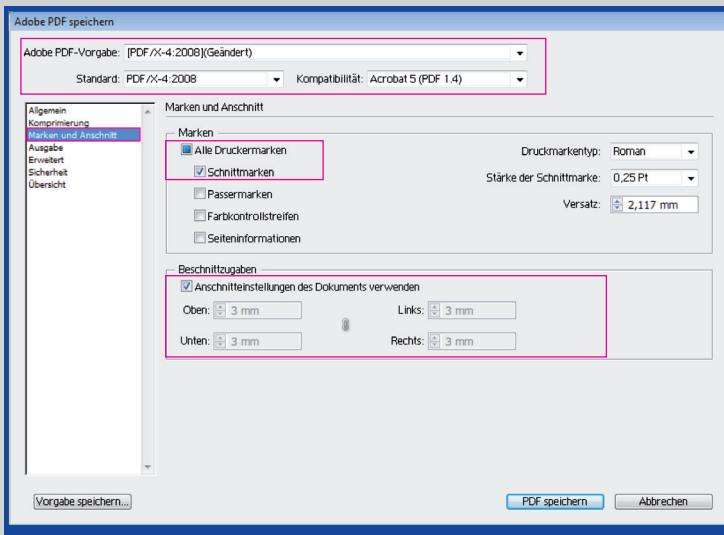 Adobe PDF speichern
Adobe PDF-Vorgabe: [PDF/X-4:2008](Geändert)
Standard: PDF/X-4:2008 Kompatibilität: Acrobat 5 (PDF 1.4)
Allgemein
Komprimierung
Marken und Anschnitt
Ausgabe
Erweitert
Sicherheit
Übersicht
Marken und Anschnitt
Marken
Alle Druckermarken Druckmarkentyp: Roman
Schnittmarken Stärke der Schnittmarke: 0,25 Pt
Passermarken Versatz: 2,117 mm
Farbkontrollstreifen
Seiteninformationen
Beschnittzugaben
Anschnitteinstellungen des Dokuments verwenden
Oben: 3 mm Links: 3 mm
Unten: 3 mm Rechts: 3 mm
Vorgabe speichern... PDF speichern Abbrechen